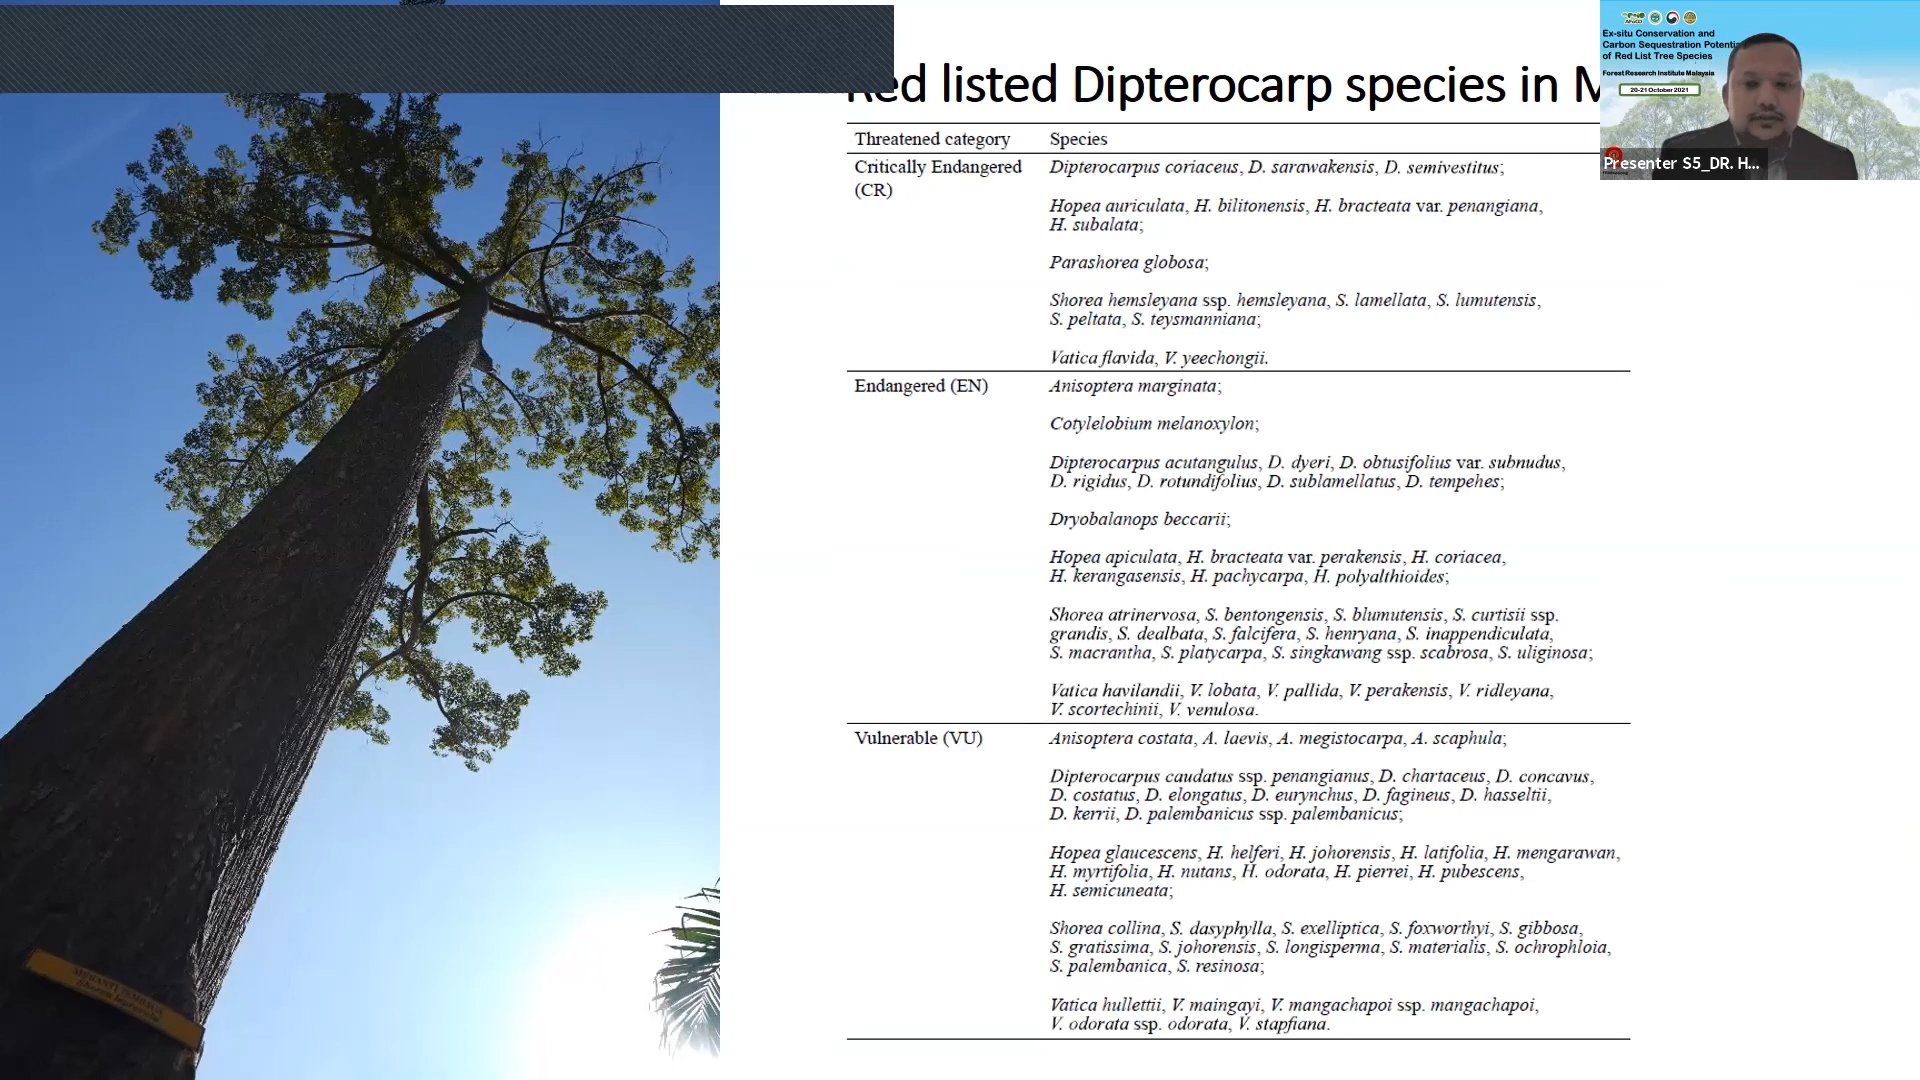 Red listed Dipterocarp species in M
Threatened category Species
Critically Endangered (CR)
Dipterocarpus coriaceus, D. sarawakensis, D. semivestitus;
Hopea auriculata, H. bilitonensis, H. bracteata var. penangiana,
H. subalata;
Parashorea globosa;
Shorea hemsleyana ssp. hemsleyana, S. lamellata, S. lumutensis,
S. peltata, S. teysmanniana;
Vatica flavida, V. yeechongii.
Endangered (EN)
Anisoptera marginata;
Cotylelobium melanoxylon;
Dipterocarpus acutangulus, D. dyeri, D. obtusifolius var. subnudus,
D. rigidus, D. rotundifolius, D. sublamellatus, D. tempehes;
Dryobalanops beccarii;
Hopea apiculata, H. bracteata var. perakensis, H. coriacea,
H. kerangasensis, H. pachycarpa, H. polyalthioides;
Shorea atrinervosa, S. bentongensis, S. blumutensis, S. curtisii ssp.
grandis, S. dealbata, S. falcifera, S. henryana, S. inappendiculata,
S. macrantha, S. platycarpa, S. singkawang ssp. scabrosa, S. uliginosa;
Vatica havilandii, V. lobata, V. pallida, V. perakensis, V. ridleyana,
V. scortechinii, V. venulosa.
Vulnerable (VU)
Anisoptera costata, A. laevis, A. megistocarpa, A. scaphula;
Dipterocarpus caudatus ssp. penangianus, D. chartaceus, D. concavus,
D. costatus, D. elongatus, D. eurynchus, D. fagineus, D. hasseltii,
D. kerrii, D. palembanicus ssp. palembanicus;
Hopea glaucescens, H. helferi, H. johorensis, H. latifolia, H. mengarawan,
H. myrtifolia, H. nutans, H. odorata, H. pierrei, H. pubescens,
H. semicuneata;
Shorea collina, S. dasyphylla, S. exelliptica, S. foxworthyi, S. gibbosa,
S. gratissima, S. johorensis, S. longisperma, S. materialis, S. ochrophloia,
S. palembanica, S. resinosa;
Vatica hullettii, V. maingayi, V. mangachapoi ssp. mangachapoi,
V. odorata ssp. odorata, V. stapfiana.
Ex-situ Conservation and
Carbon Sequestration Potenti
of Red List Tree Species
Forest Research Institute Malaysia
20-21 October 2021
Presenter S5_DR. H...